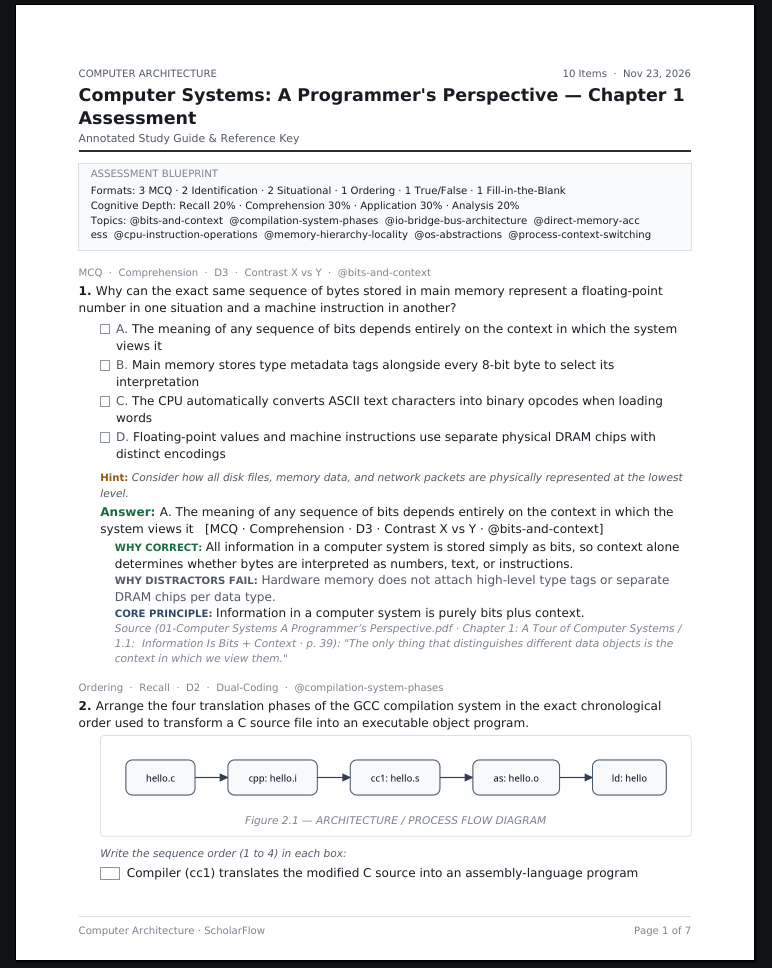 COMPUTER ARCHITECTURE
10 Items · Nov 23, 2026
Computer Systems: A Programmer's Perspective — Chapter 1
Assessment
Annotated Study Guide & Reference Key
ASSESSMENT BLUEPRINT
Formats: 3 MCQ · 2 Identification · 2 Situational · 1 Ordering · 1 True/False · 1 Fill-in-the-Blank
Cognitive Depth: Recall 20% · Comprehension 30% · Application 30% · Analysis 20%
Topics: @bits-and-context @compilation-system-phases @io-bridge-bus-architecture @direct-memory-acc
ess @cpu-instruction-operations @memory-hierarchy-locality @os-abstractions @process-context-switching
MCQ · Comprehension · D3 · Contrast X vs Y · @bits-and-context
1. Why can the exact same sequence of bytes stored in main memory represent a floating-point
number in one situation and a machine instruction in another?
A. The meaning of any sequence of bits depends entirely on the context in which the system
views it
B. Main memory stores type metadata tags alongside every 8-bit byte to select its
interpretation
C. The CPU automatically converts ASCII text characters into binary opcodes when loading
words
D. Floating-point values and machine instructions use separate physical DRAM chips with
distinct encodings
Hint: Consider how all disk files, memory data, and network packets are physically represented at the lowest
level.
Answer: A. The meaning of any sequence of bits depends entirely on the context in which the
system views it [MCQ · Comprehension · D3 · Contrast X vs Y · @bits-and-context]
WHY CORRECT: All information in a computer system is stored simply as bits, so context alone
determines whether bytes are interpreted as numbers, text, or instructions.
WHY DISTRACTORS FAIL: Hardware memory does not attach high-level type tags or separate
DRAM chips per data type.
CORE PRINCIPLE: Information in a computer system is purely bits plus context.
Source (01-Computer Systems A Programmer’s Perspective.pdf · Chapter 1: A Tour of Computer Systems /
1.1: Information Is Bits + Context · p. 39): "The only thing that distinguishes different data objects is the
context in which we view them."
Ordering · Recall · D2 · Dual-Coding · @compilation-system-phases
2. Arrange the four translation phases of the GCC compilation system in the exact chronological
order used to transform a C source file into an executable object program.
hello.c
cpp: hello.i
cc1: hello.s
as: hello.o
ld: hello
Figure 2.1 — ARCHITECTURE / PROCESS FLOW DIAGRAM
Write the sequence order (1 to 4) in each box:
Compiler (cc1) translates the modified C source into an assembly-language program
Computer Architecture · ScholarFlow
Page 1 of 7